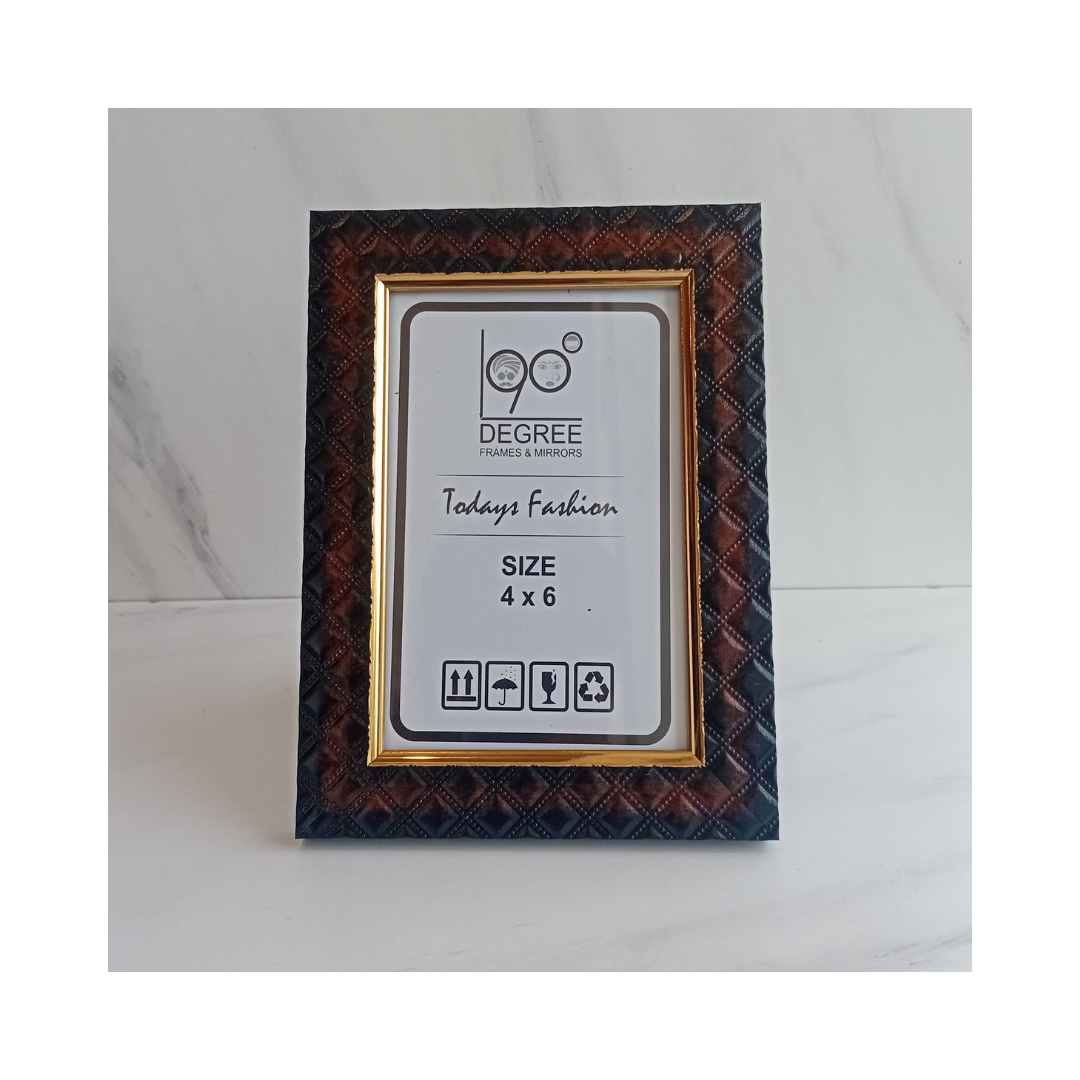 90°
DEGREE
FRAMES & MIRRORS
Todays Fashion
SIZE
4 x 6